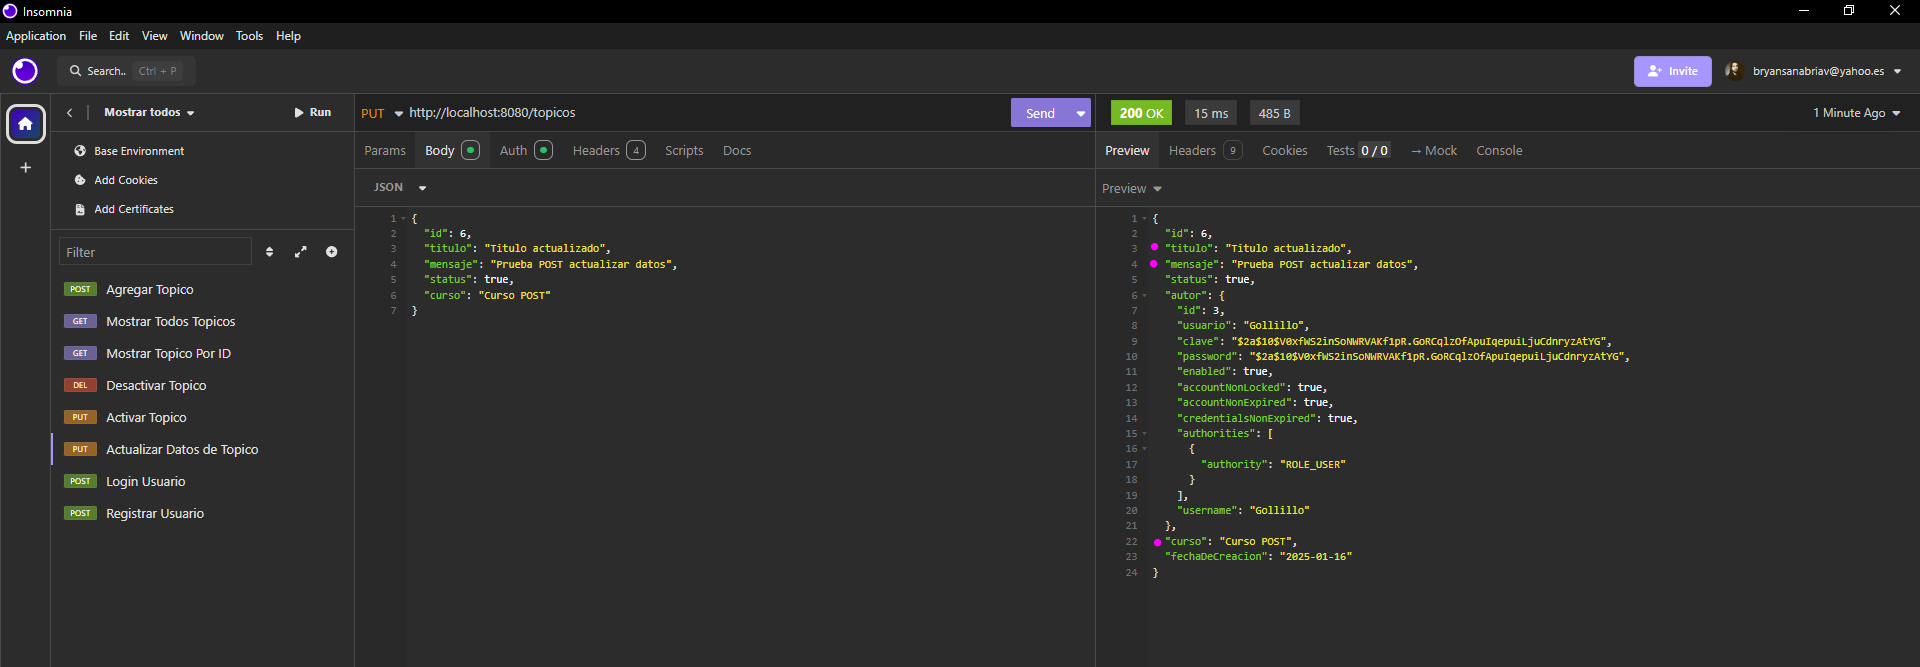 Insomnia
Application File Edit View Window Tools Help
Search.. Ctrl + P
Invite
bryansanabriav@yahoo.es
Mostrar todos
Run
Base Environment
Add Cookies
Add Certificates
Filter
POST Agregar Topico
GET Mostrar Todos Topicos
GET Mostrar Topico Por ID
DEL Desactivar Topico
PUT Activar Topico
PUT Actualizar Datos de Topico
POST Login Usuario
POST Registrar Usuario
PUT http://localhost:8080/topicos
Send
Params Body Auth Headers 4 Scripts Docs
JSON
1 {
2 "id": 6,
3 "titulo": "Titulo actualizado",
4 "mensaje": "Prueba POST actualizar datos",
5 "status": true,
6 "curso": "Curso POST"
7 }
200 OK 15 ms 485 B
1 Minute Ago
Preview Headers 9 Cookies Tests 0 / 0 → Mock Console
Preview
1 {
2 "id": 6,
3 "titulo": "Titulo actualizado",
4 "mensaje": "Prueba POST actualizar datos",
5 "status": true,
6 "autor": {
7 "id": 3,
8 "usuario": "Gollillo",
9 "clave": "$2a$10$V0xfWS2inSoNWRVAKf1pR.GoRCqlzOfApuIqepuiLjuCdnryzAtYG",
10 "password": "$2a$10$V0xfWS2inSoNWRVAKf1pR.GoRCqlzOfApuIqepuiLjuCdnryzAtYG",
11 "enabled": true,
12 "accountNonLocked": true,
13 "accountNonExpired": true,
14 "credentialsNonExpired": true,
15 "authorities": [
16 {
17 "authority": "ROLE_USER"
18 }
19 ],
20 "username": "Gollillo"
21 },
22 "curso": "Curso POST",
23 "fechaDeCreacion": "2025-01-16"
24 }